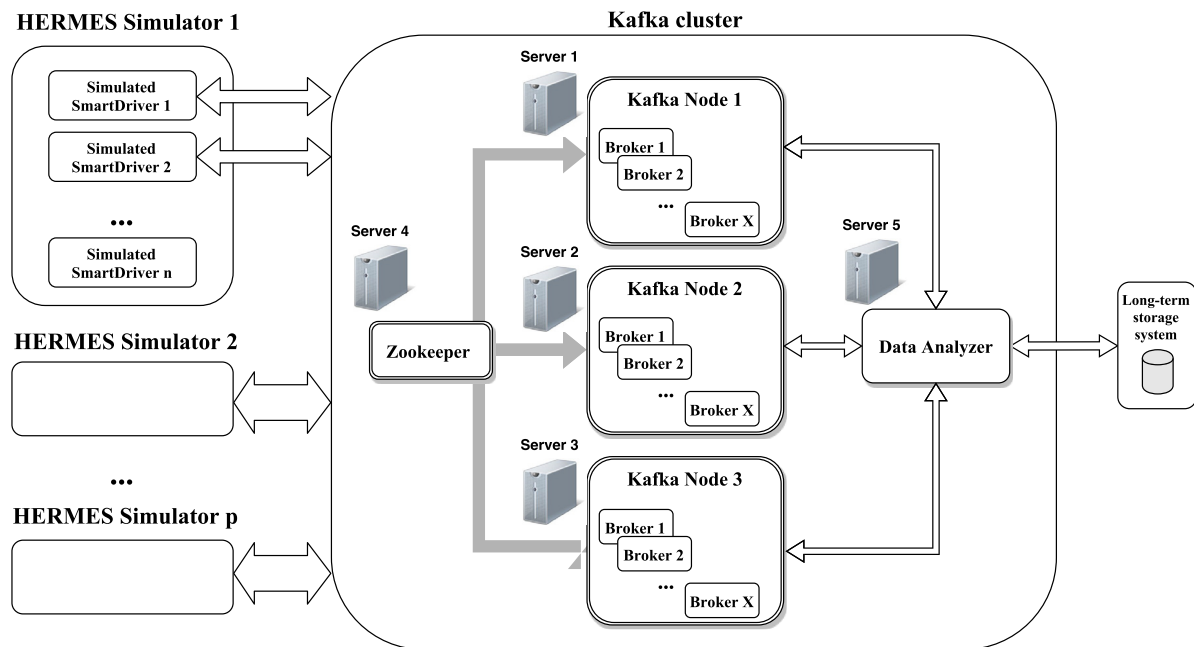 HERMES Simulator 1
Simulated
SmartDriver 1
Simulated
SmartDriver 2
...
Simulated
SmartDriver n
HERMES Simulator 2
...
HERMES Simulator p
Kafka cluster
Server 1
Kafka Node 1
Broker 1
Broker 2
...
Broker X
Server 4
Zookeeper
Server 2
Kafka Node 2
Broker 1
Broker 2
...
Broker X
Server 3
Kafka Node 3
Broker 1
Broker 2
...
Broker X
Server 5
Data Analyzer
Long-term
storage
system